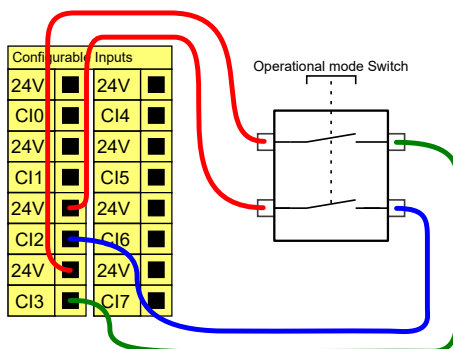 Configurable Inputs
Operational mode Switch
24V 24V
CI0 CI4
24V 24V
CI1 CI5
24V 24V
CI2 CI6
24V 24V
CI3 CI7